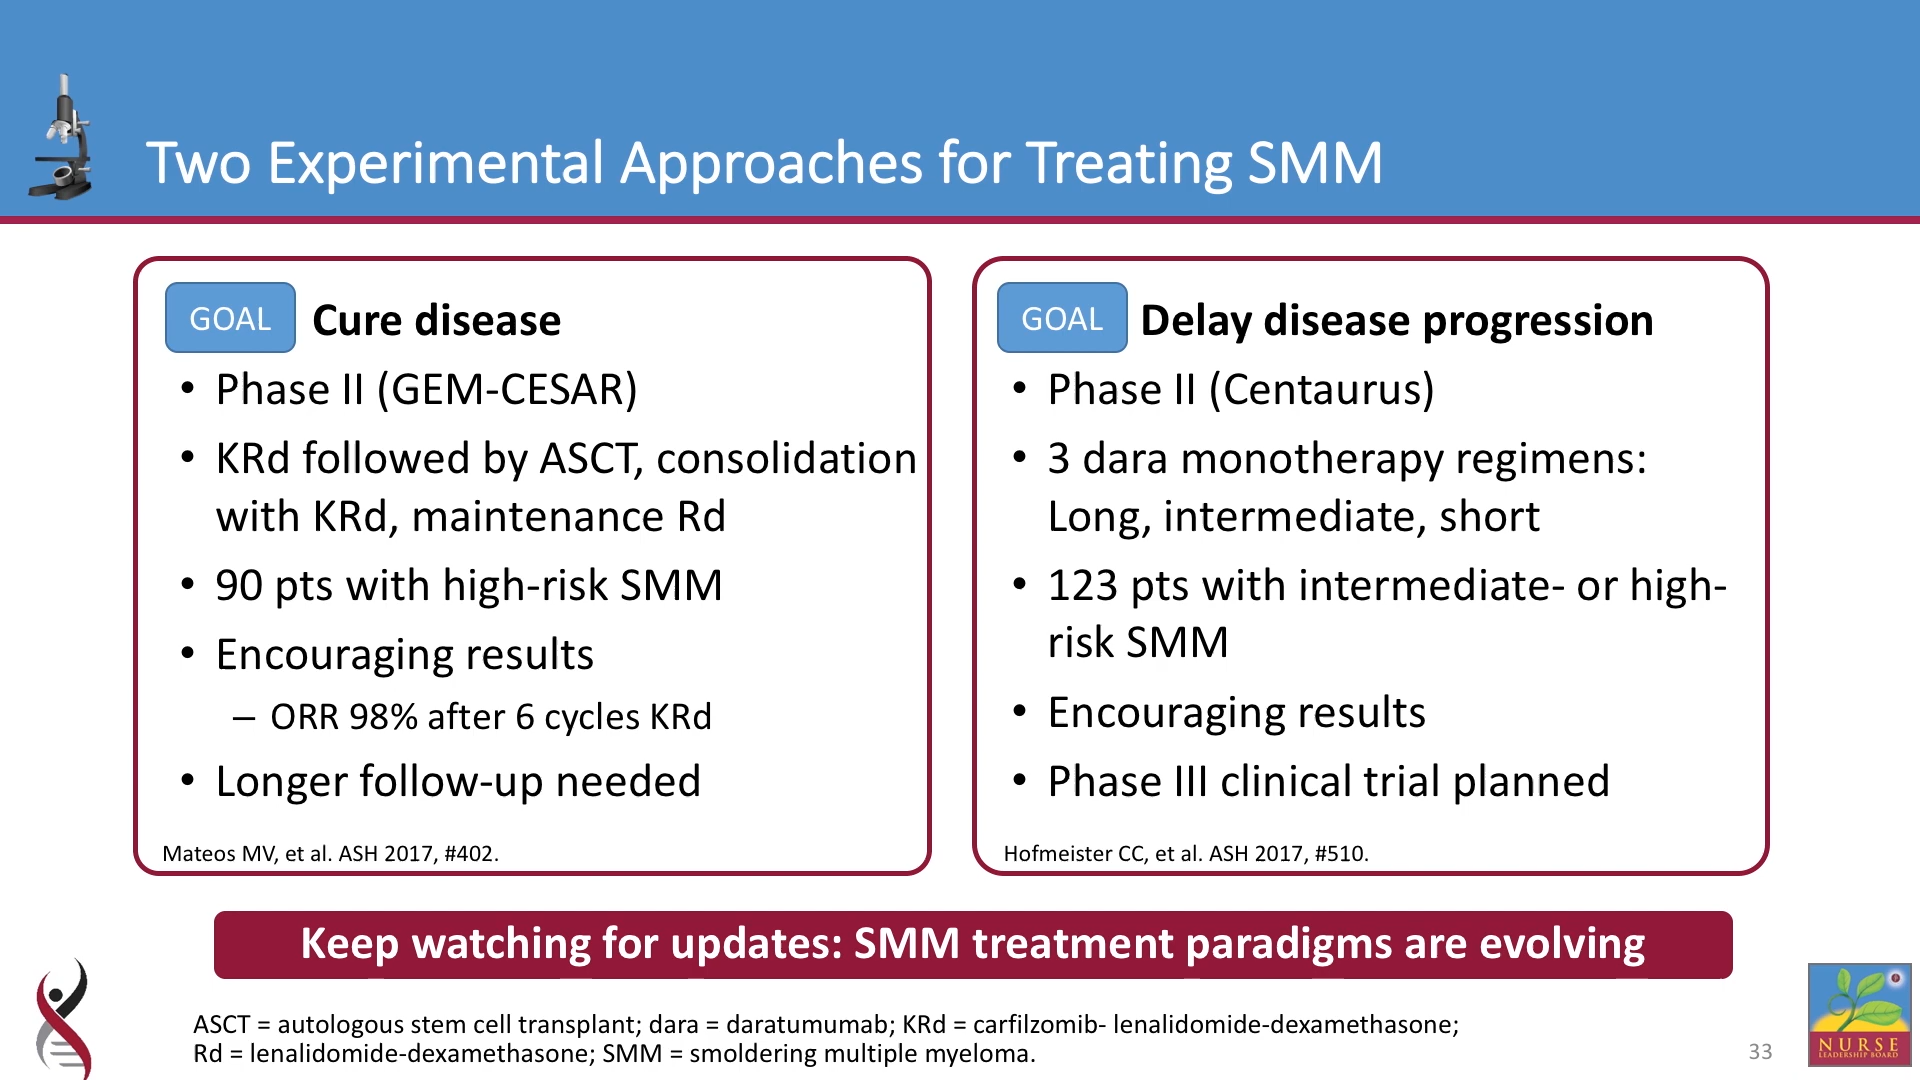 Two Experimental Approaches for Treating SMM
GOAL Cure disease
• Phase II (GEM-CESAR)
• KRd followed by ASCT, consolidation
with KRd, maintenance Rd
• 90 pts with high-risk SMM
• Encouraging results
– ORR 98% after 6 cycles KRd
• Longer follow-up needed
Mateos MV, et al. ASH 2017, #402.
GOAL Delay disease progression
• Phase II (Centaurus)
• 3 dara monotherapy regimens:
Long, intermediate, short
• 123 pts with intermediate- or high-
risk SMM
• Encouraging results
• Phase III clinical trial planned
Hofmeister CC, et al. ASH 2017, #510.
Keep watching for updates: SMM treatment paradigms are evolving
ASCT = autologous stem cell transplant; dara = daratumumab; KRd = carfilzomib- lenalidomide-dexamethasone;
Rd = lenalidomide-dexamethasone; SMM = smoldering multiple myeloma.
33
NURSE
LEADERSHIP BOARD